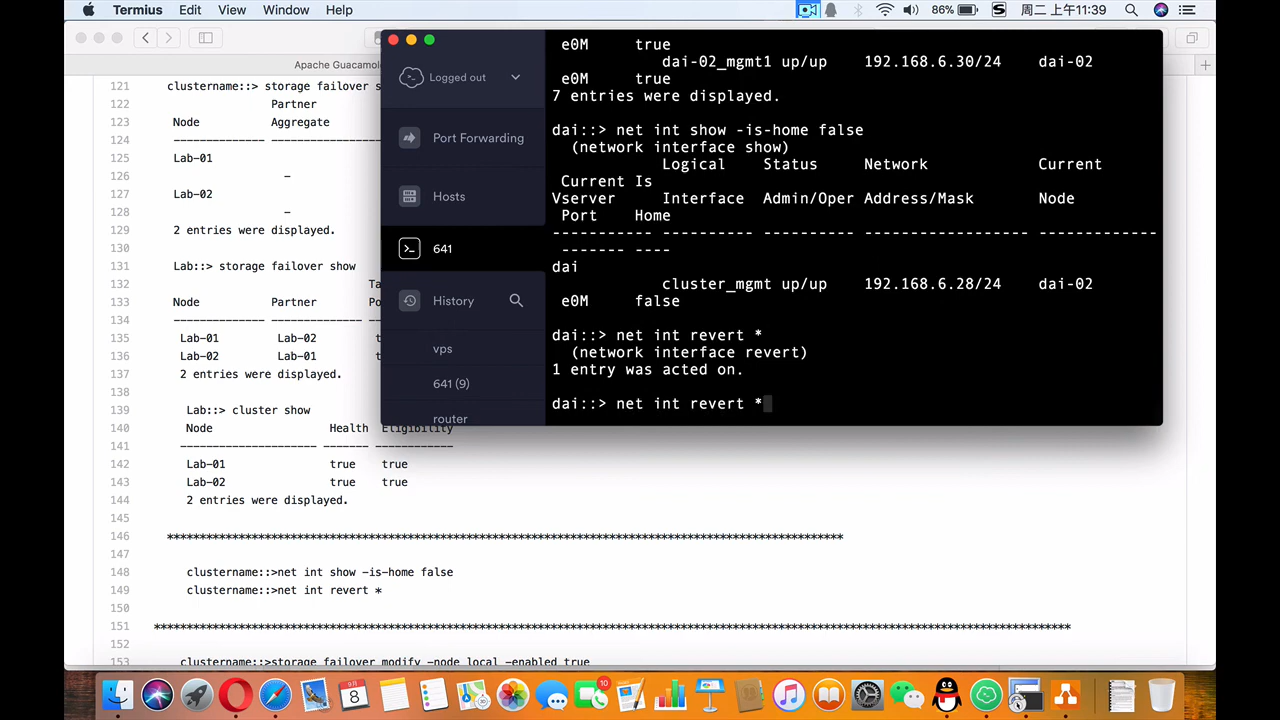 Termius Edit View Window Help 86% 周二 上午11:39
Apache Guacamol
121 clustername::> storage failover s
122 Partner
123 Node Aggregate
124 -------------- ------------
125 Lab-01
126 –
127 Lab-02
128 –
129 2 entries were displayed.
130
131 Lab::> storage failover show
132 Ta
133 Node Partner Po
134 -------------- --------------
135 Lab-01 Lab-02 t
136 Lab-02 Lab-01 t
137 2 entries were displayed.
138
139 Lab::> cluster show
140 Node Health Eligibility
141 --------------------- ------- ------------
142 Lab-01 true true
143 Lab-02 true true
144 2 entries were displayed.
145
146
147
148 clustername::>net int show -is-home false
149 clustername::>net int revert *
150
151
152
153 clustername::>storage failover modify -node local -enabled true
Logged out
Port Forwarding
Hosts
641
History
vps
641 (9)
router
e0M true
dai-02_mgmt1 up/up 192.168.6.30/24 dai-02
e0M true
7 entries were displayed.
dai::> net int show -is-home false
(network interface show)
Logical Status Network Current
Current Is
Vserver Interface Admin/Oper Address/Mask Node
Port Home
----------- ---------- ---------- ------------------ -------------
------- ----
dai
cluster_mgmt up/up 192.168.6.28/24 dai-02
e0M false
dai::> net int revert *
(network interface revert)
1 entry was acted on.
dai::> net int revert *
10